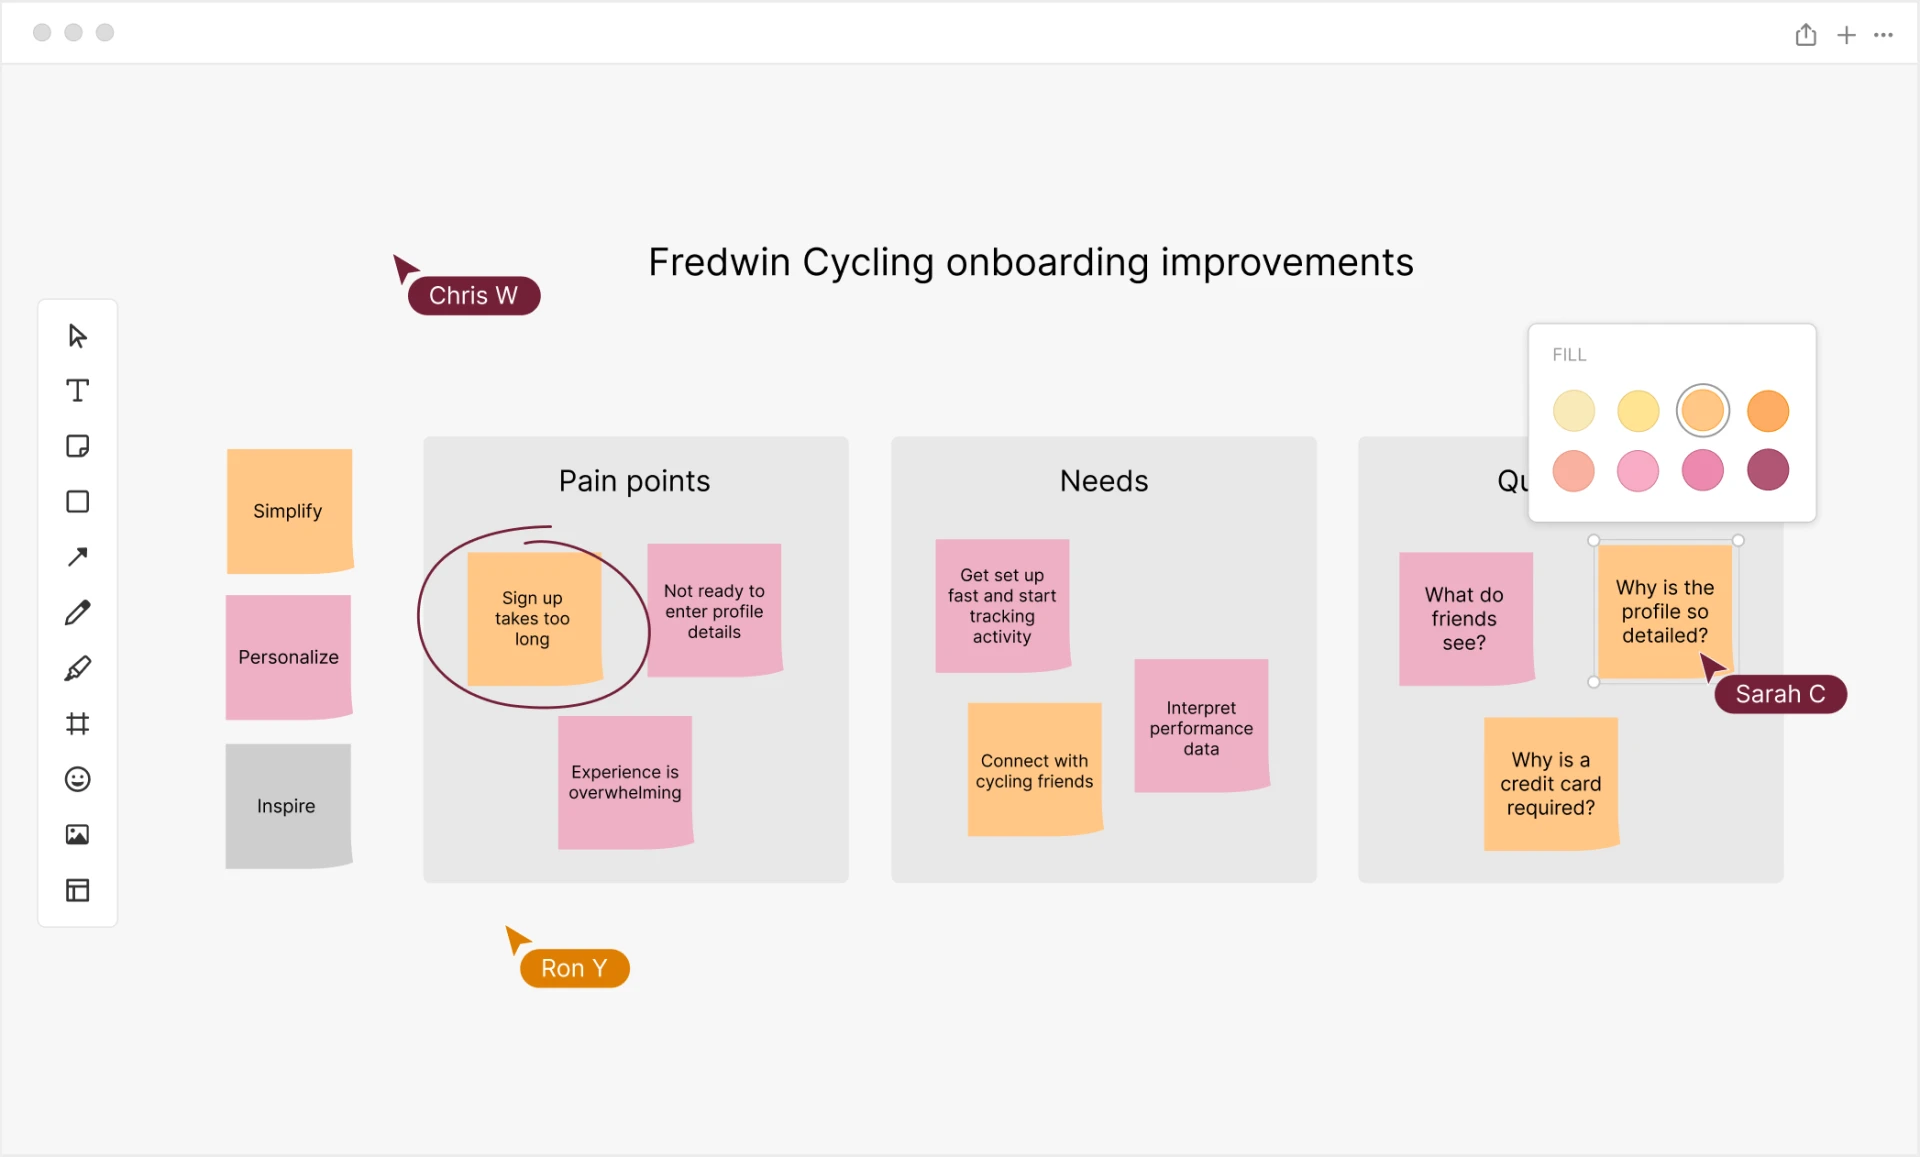 Fredwin Cycling onboarding improvements
Chris W
FILL
Simplify
Personalize
Inspire
Pain points
Sign up
takes too
long
Not ready to
enter profile
details
Experience is
overwhelming
Needs
Get set up
fast and start
tracking
activity
Interpret
performance
data
Connect with
cycling friends
Qu
What do
friends
see?
Why is the
profile so
detailed?
Sarah C
Why is a
credit card
required?
Ron Y